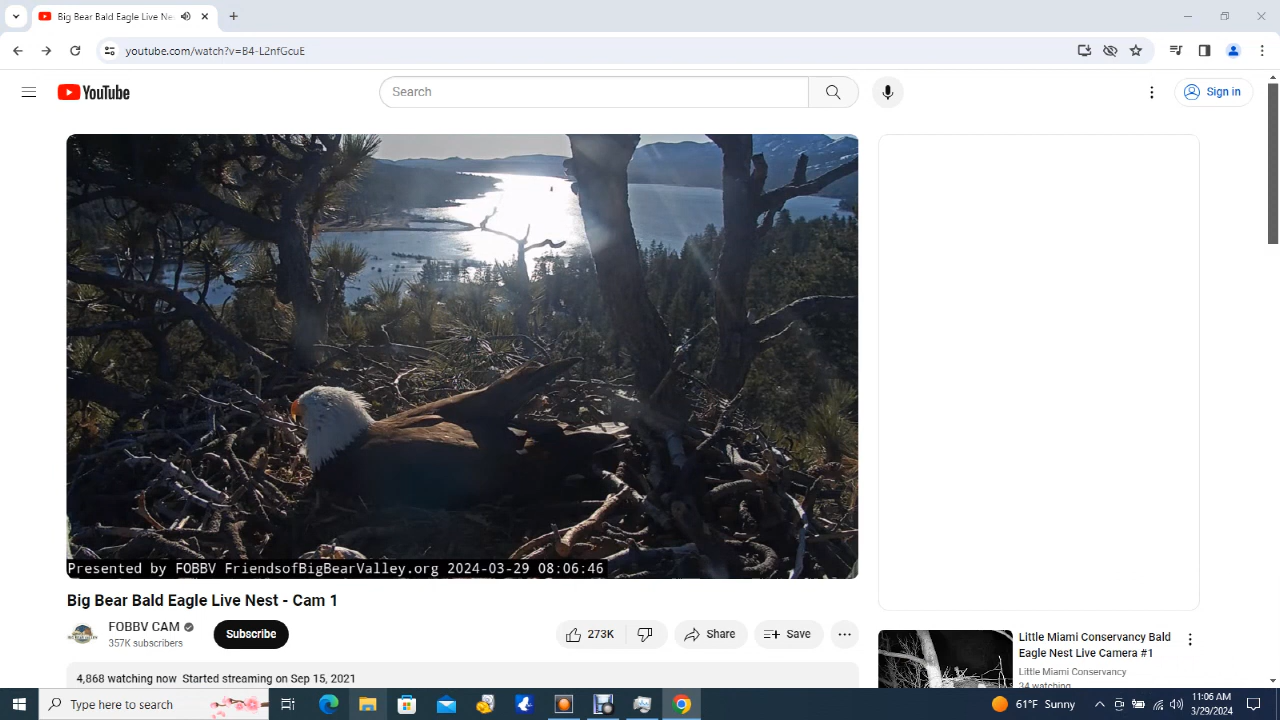 Big Bear Bald Eagle Live Ne
youtube.com/watch?v=B4-L2nfGcuE
YouTube
Search
Sign in
Presented by FOBBV FriendsofBigBearValley.org 2024-03-29 08:06:46
Big Bear Bald Eagle Live Nest - Cam 1
FOBBV CAM
357K subscribers
Subscribe
273K
Share
Save
4,868 watching now Started streaming on Sep 15, 2021
Little Miami Conservancy Bald
Eagle Nest Live Camera #1
Little Miami Conservancy
34 watching
Type here to search
61°F Sunny
11:06 AM
3/29/2024